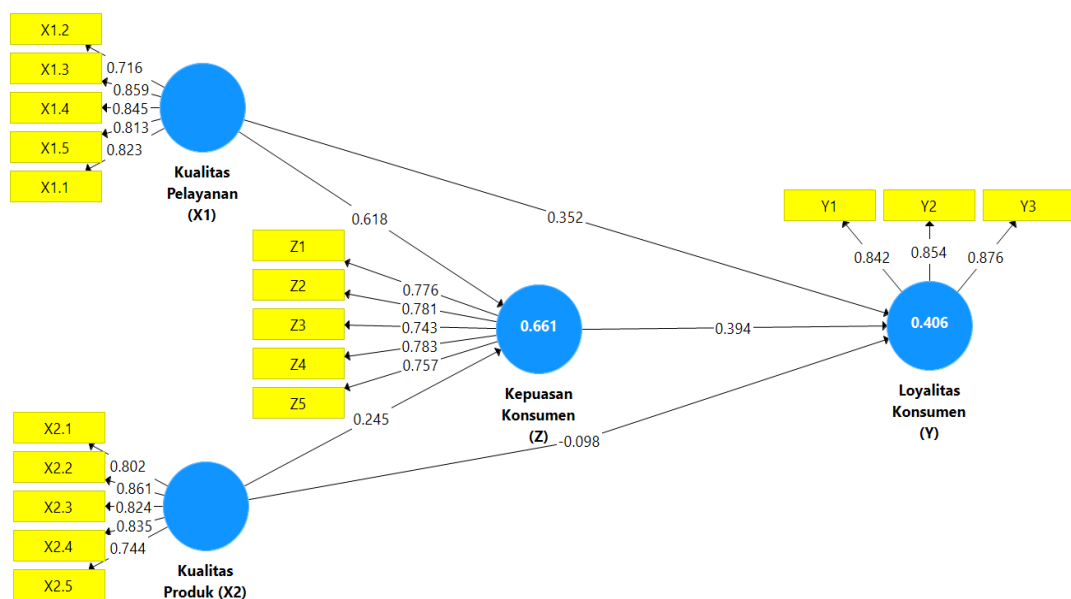 X1.2
0.716
X1.3
0.859
X1.4
0.845
0.813
X1.5
0.823
X1.1
Kualitas
Pelayanan
(X1)
0.618
0.352
Y1
Y2
Y3
0.842
0.854
0.876
Z1
0.776
Z2
0.781
Z3
0.743
0.783
Z4
0.757
Z5
0.661
0.394
0.406
Kepuasan
Konsumen
(Z)
Loyalitas
Konsumen
(Y)
0.245
-0.098
X2.1
0.802
X2.2
0.861
X2.3
0.824
0.835
X2.4
0.744
X2.5
Kualitas
Produk (X2)